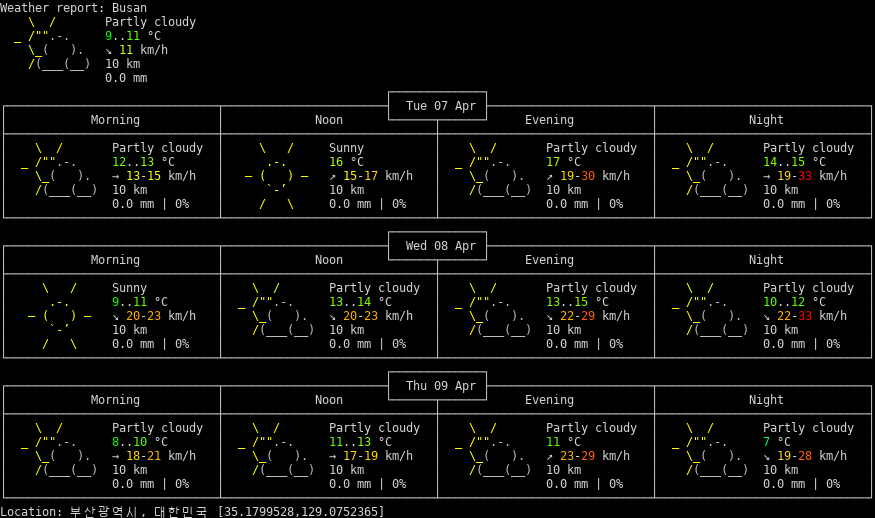 Weather report: Busan
Partly cloudy
9..11 °C
↘ 11 km/h
10 km
0.0 mm
Tue 07 Apr
Morning Noon Evening Night
Partly cloudy Sunny Partly cloudy Partly cloudy
12..13 °C 16 °C 17 °C 14..15 °C
→ 13-15 km/h ↗ 15-17 km/h ↗ 19-30 km/h → 19-33 km/h
10 km 10 km 10 km 10 km
0.0 mm | 0% 0.0 mm | 0% 0.0 mm | 0% 0.0 mm | 0%
Wed 08 Apr
Morning Noon Evening Night
Sunny Partly cloudy Partly cloudy Partly cloudy
9..11 °C 13..14 °C 13..15 °C 10..12 °C
↘ 20-23 km/h ↘ 20-23 km/h ↘ 22-29 km/h ↘ 22-33 km/h
10 km 10 km 10 km 10 km
0.0 mm | 0% 0.0 mm | 0% 0.0 mm | 0% 0.0 mm | 0%
Thu 09 Apr
Morning Noon Evening Night
Partly cloudy Partly cloudy Partly cloudy Partly cloudy
8..10 °C 11..13 °C 11 °C 7 °C
→ 18-21 km/h → 17-19 km/h ↗ 23-29 km/h ↘ 19-28 km/h
10 km 10 km 10 km 10 km
0.0 mm | 0% 0.0 mm | 0% 0.0 mm | 0% 0.0 mm | 0%
Location: 부산광역시, 대한민국 [35.1799528,129.0752365]